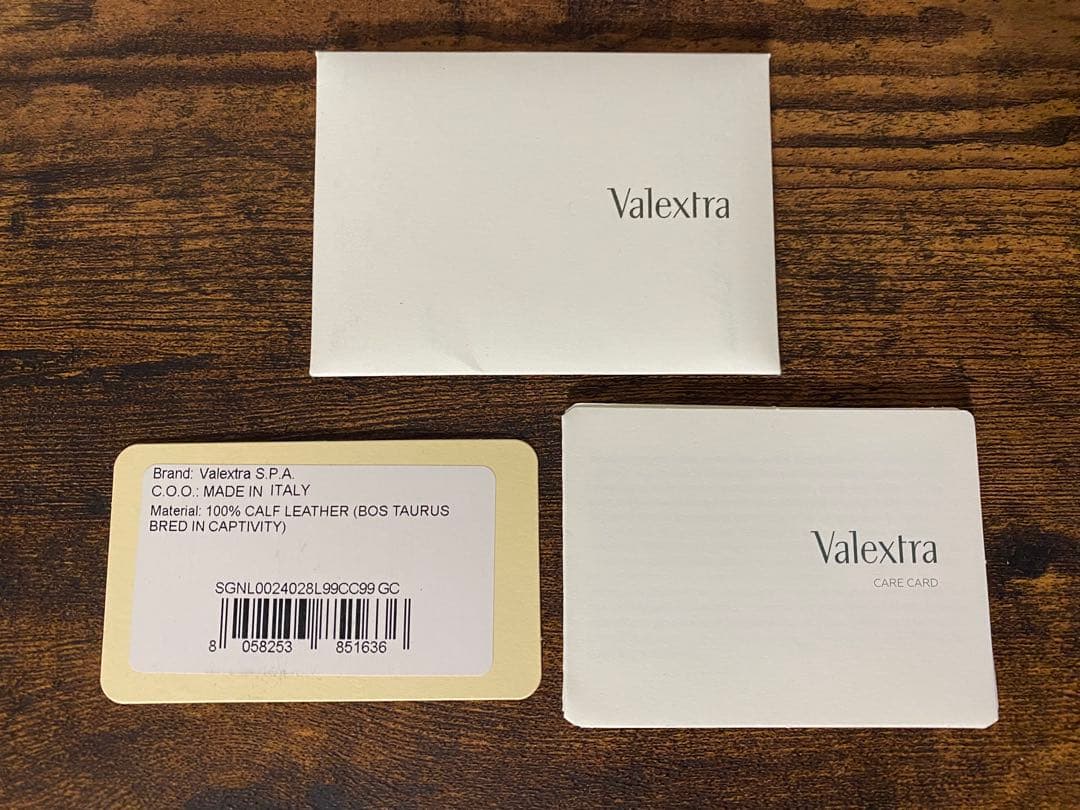 Valextra
Brand: Valextra S.P.A.
C.O.O.: MADE IN ITALY
Material: 100% CALF LEATHER (BOS TAURUS
BRED IN CAPTIVITY)
SGNL0024028L99CC99 GC
8 058253 851636
Valextra
CARE CARD